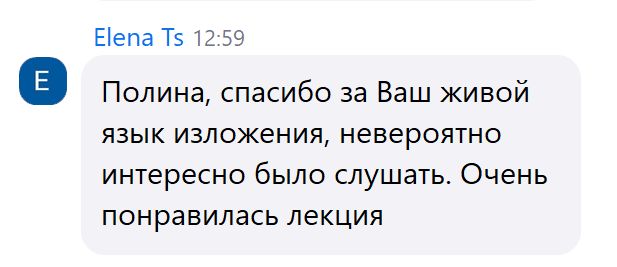 Elena Ts 12:59
E
Полина, спасибо за Ваш живой
язык изложения, невероятно
интересно было слушать. Очень
понравилась лекция